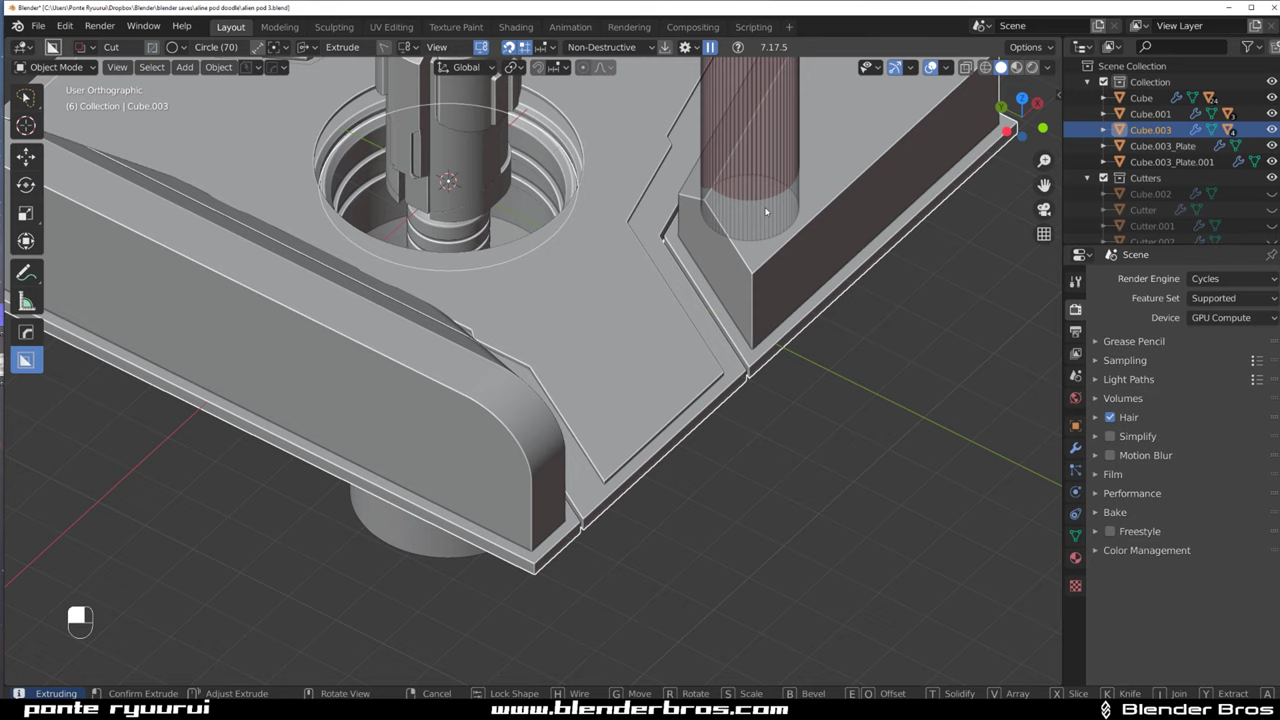 Blender* [C:\Users\Ponte Ryuurui\Dropbox\Blender\blender saves\aline pod doodle\alien pod 3.blend]
File Edit Render Window Help Layout Modeling Sculpting UV Editing Texture Paint Shading Animation Rendering Compositing Scripting + Scene View Layer
Cut Circle (70) Extrude View Non-Destructive 7.17.5 Options
Object Mode View Select Add Object Global
User Orthographic
(6) Collection | Cube.003
Z
X
Y
Scene Collection
Collection
Cube 24
Cube.001 3
Cube.003 4
Cube.003_Plate
Cube.003_Plate.001
Cutters
Cube.002
Cutter
Cutter.001
Cutter.002
Scene
Render Engine Cycles
Feature Set Supported
Device GPU Compute
Grease Pencil
Sampling
Light Paths
Volumes
Hair
Simplify
Motion Blur
Film
Performance
Bake
Freestyle
Color Management
Extruding Confirm Extrude Adjust Extrude Rotate View Cancel Lock Shape H Wire G Move R Rotate S Scale B Bevel E O Offset T Solidify V Array X Slice K Knife I Join Y Extract A
ponte ryuurui www.blenderbros.com Blender Bros